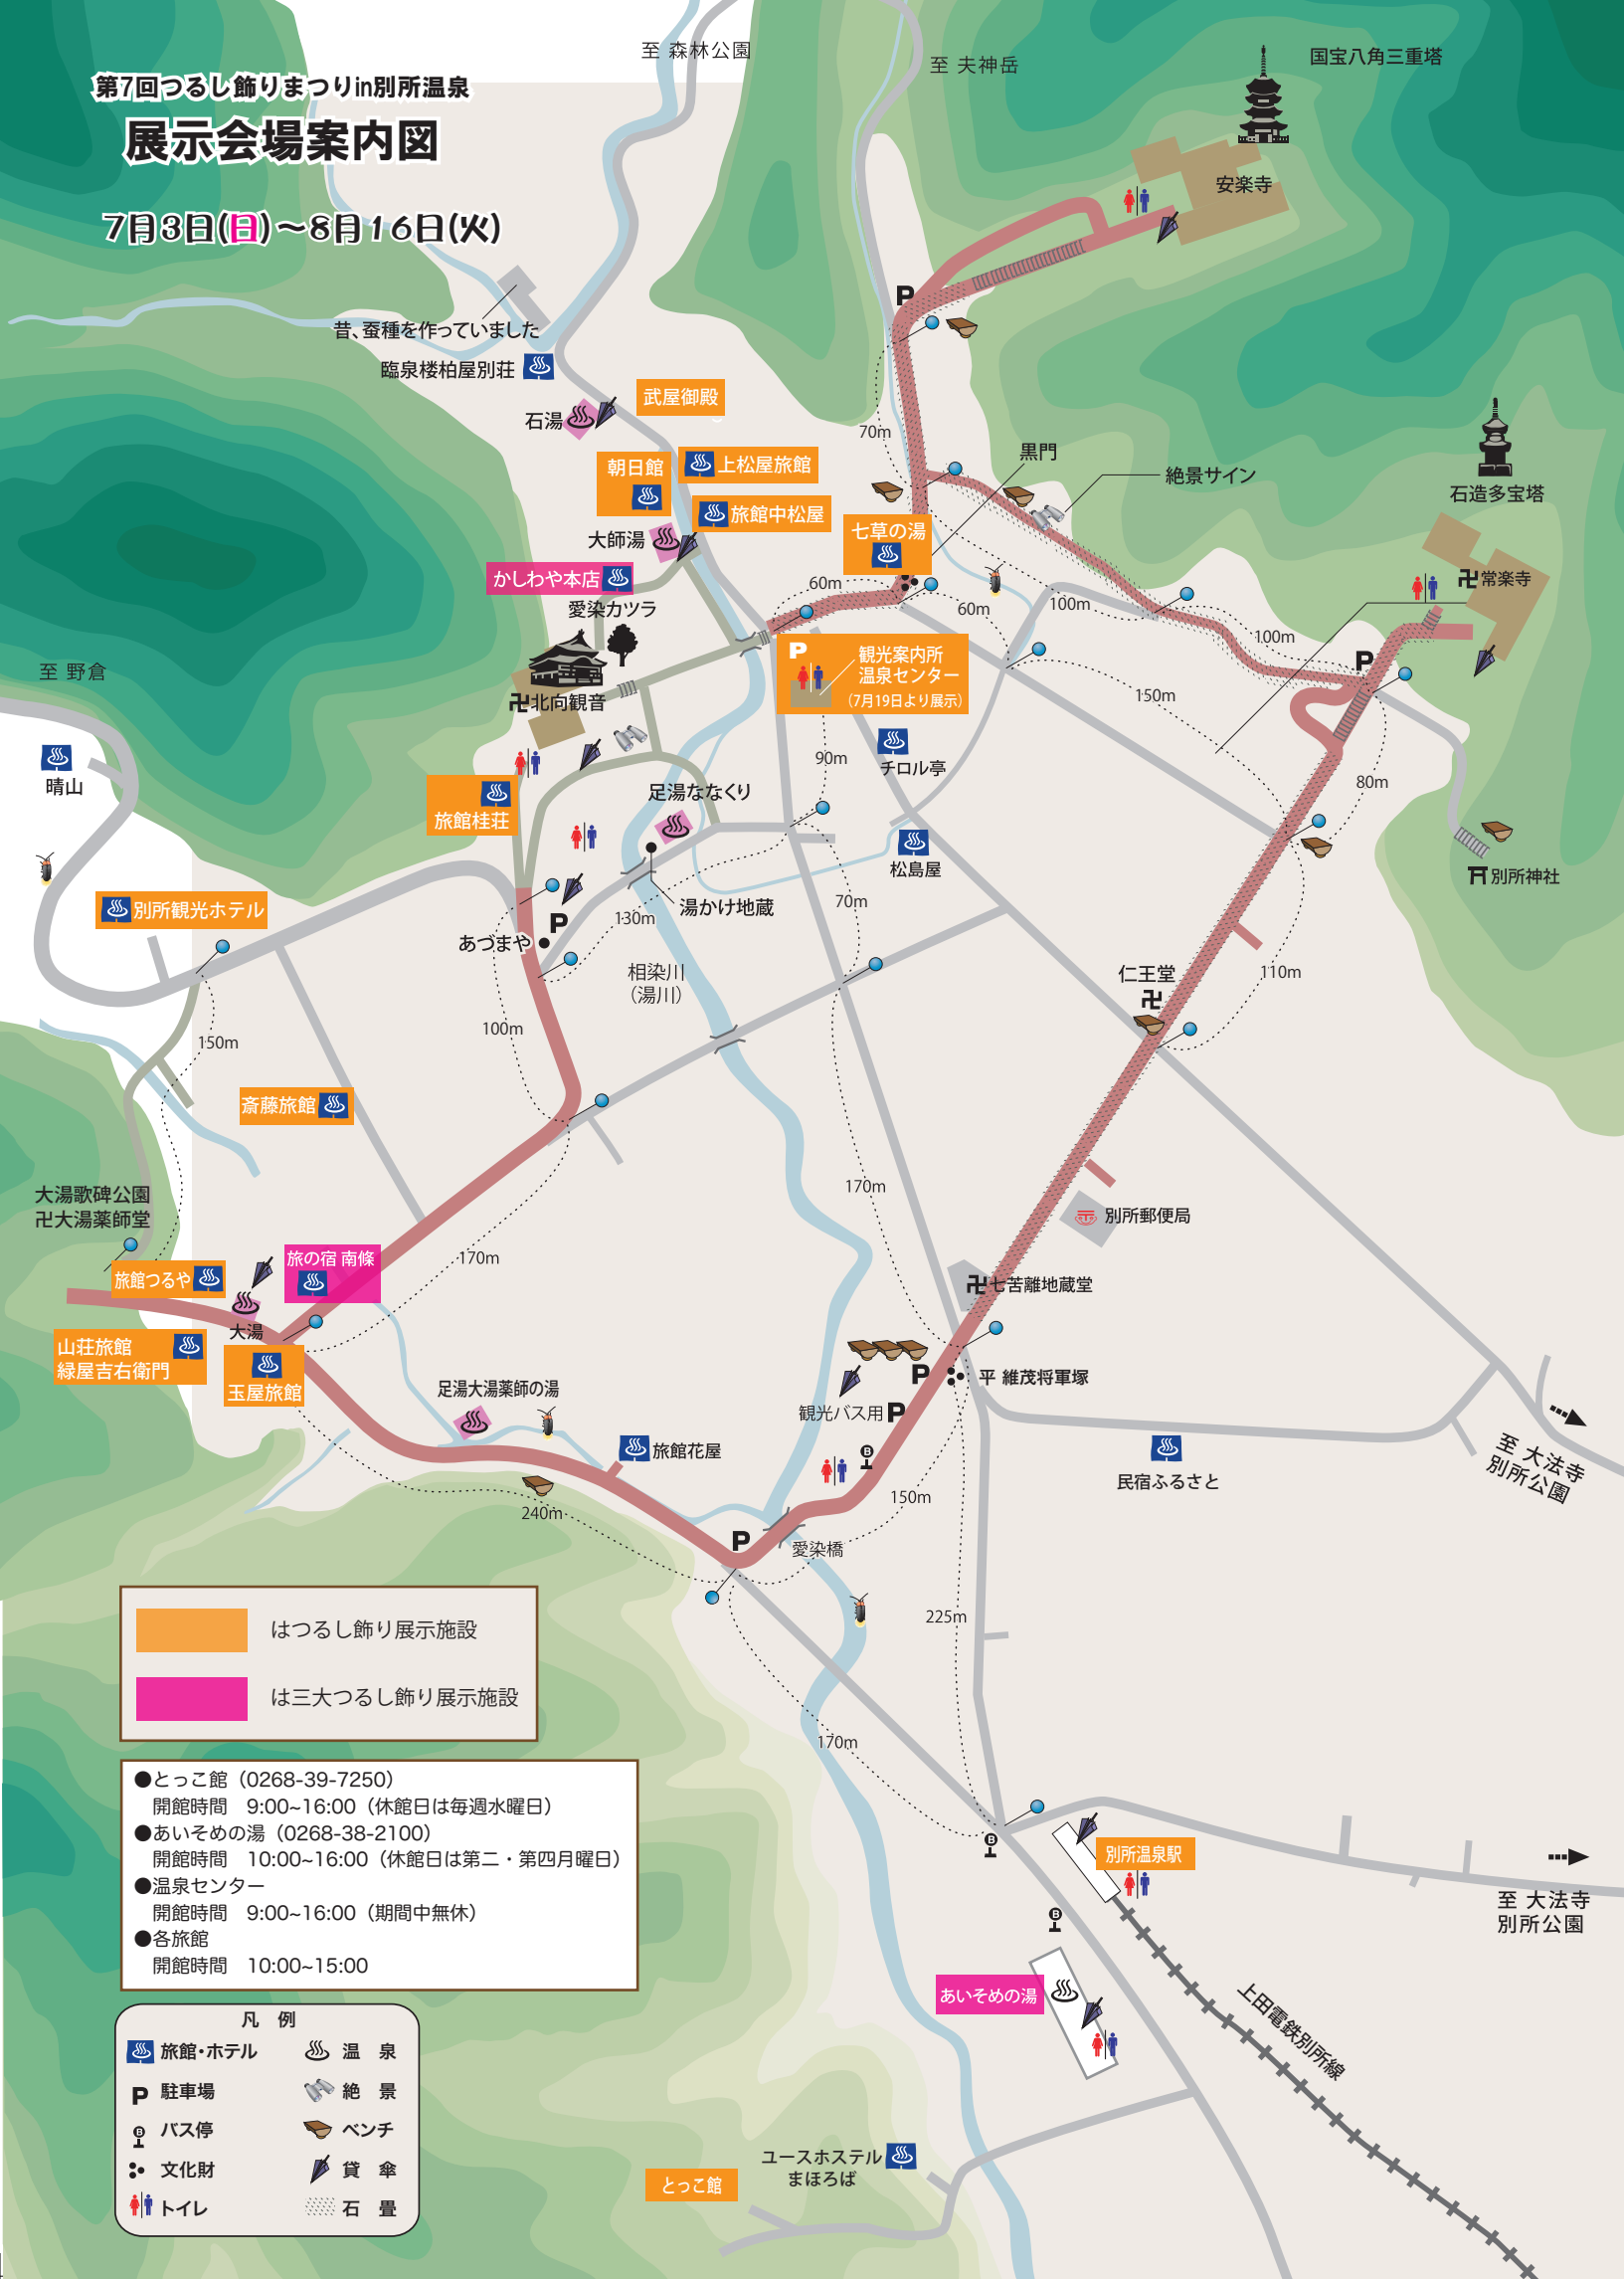 第7回つるし飾りまつりin別所温泉
展示会場案内図
7月3日(日)～8月16日(火)
至 森林公園
至 夫神岳
国宝八角三重塔
安楽寺
P
昔、蚕種を作っていました
臨泉楼柏屋別荘
石湯
武屋御殿
70m
黒門
絶景サイン
石造多宝塔
朝日館
上松屋旅館
旅館中松屋
大師湯
七草の湯
かしわや本店
愛染カツラ
60m
60m
100m
100m
卍常楽寺
P
至 野倉
卍北向観音
P
観光案内所
温泉センター
(7月19日より展示)
150m
80m
晴山
90m
チロル亭
旅館桂荘
足湯ななくり
松島屋
別所神社
別所観光ホテル
P
あづまや
130m
湯かけ地蔵
70m
相染川
(湯川)
仁王堂
卍
110m
100m
150m
斎藤旅館
大湯歌碑公園
卍大湯薬師堂
170m
別所郵便局
170m
旅の宿 南條
旅館つるや
卍七苦離地蔵堂
大湯
山荘旅館
緑屋吉右衛門
玉屋旅館
足湯大湯薬師の湯
P
平 維茂将軍塚
観光バス用P
B
旅館花屋
民宿ふるさと
至 大法寺
別所公園
240m
150m
P
愛染橋
225m
はつるし飾り展示施設
は三大つるし飾り展示施設
170m
●とっこ館（0268-39-7250）
開館時間　9:00~16:00（休館日は毎週水曜日）
●あいそめの湯（0268-38-2100）
開館時間　10:00~16:00（休館日は第二・第四月曜日）
●温泉センター
開館時間　9:00~16:00（期間中無休）
●各旅館
開館時間　10:00~15:00
B
別所温泉駅
B
至 大法寺
別所公園
あいそめの湯
上田電鉄別所線
凡　例
旅館・ホテル
温　泉
P
駐車場
絶　景
B
バス停
ベンチ
文化財
貸　傘
トイレ
石　畳
ユースホステル
まほろば
とっこ館